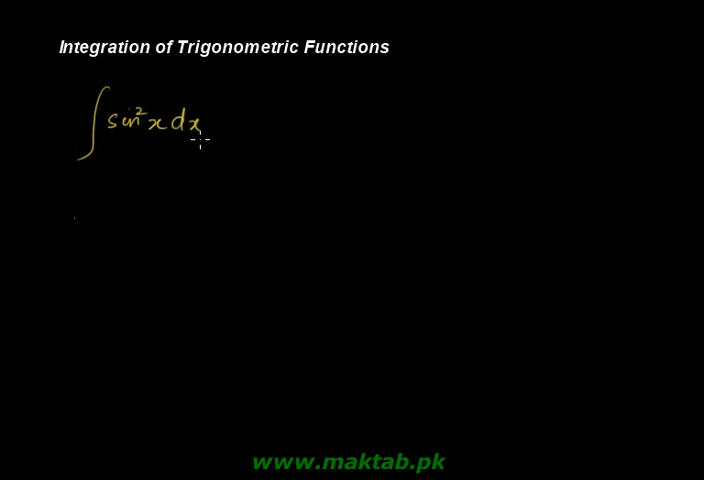 Integration of Trigonometric Functions
∫ sin²x dx
www.maktab.pk